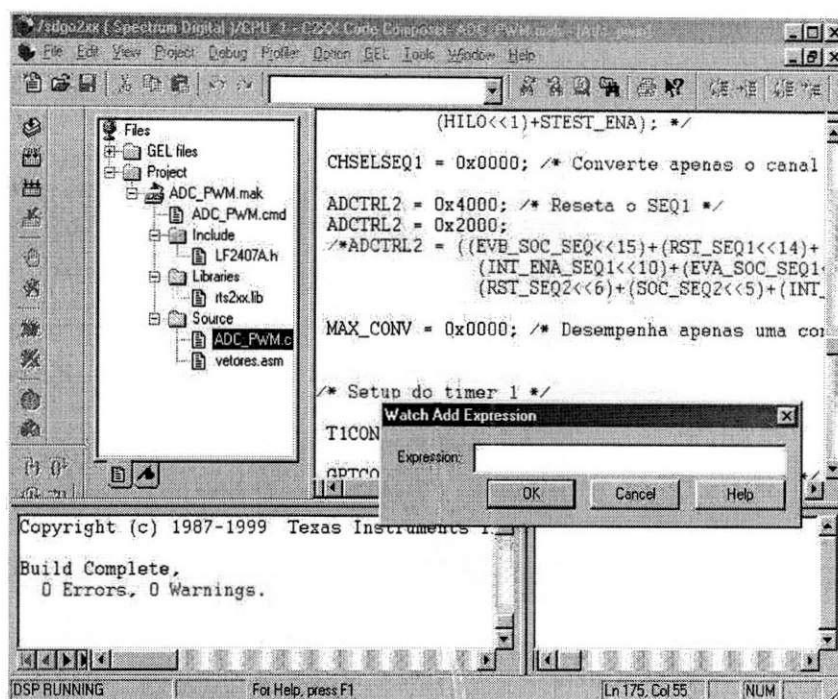 /sdgo2xx ( Spectrum Digital )/CPU_1 - C2XX Code Composer - ADC_PWM.mak -
File Edit View Project Debug Profiler Option GEL Tools Window Help
Files
GEL files
Project
ADC_PWM.mak
ADC_PWM.cmd
Include
LF2407A.h
Libraries
rts2xx.lib
Source
ADC_PWM.c
vetores.asm
(HILO<<1)+STEST_ENA); */
CHSELSEQ1 = 0x0000; /* Converte apenas o canal
ADCTRL2 = 0x4000; /* Reseta o SEQ1 */
ADCTRL2 = 0x2000;
/*ADCTRL2 = ((EVB_SOC_SEQ<<15)+(RST_SEQ1<<14)+
(INT_ENA_SEQ1<<10)+(EVA_SOC_SEQ1<
(RST_SEQ2<<6)+(SOC_SEQ2<<5)+(INT_
MAX_CONV = 0x0000; /* Desempenha apenas uma co
/* Setup do timer 1 */
T1CON
GPTCO
*/
Watch Add Expression
Expression:
OK Cancel Help
Copyright (c) 1987-1999 Texas Instruments
Build Complete,
0 Errors, 0 Warnings.
DSP RUNNING For Help, press F1 Ln 175, Col 55 NUM